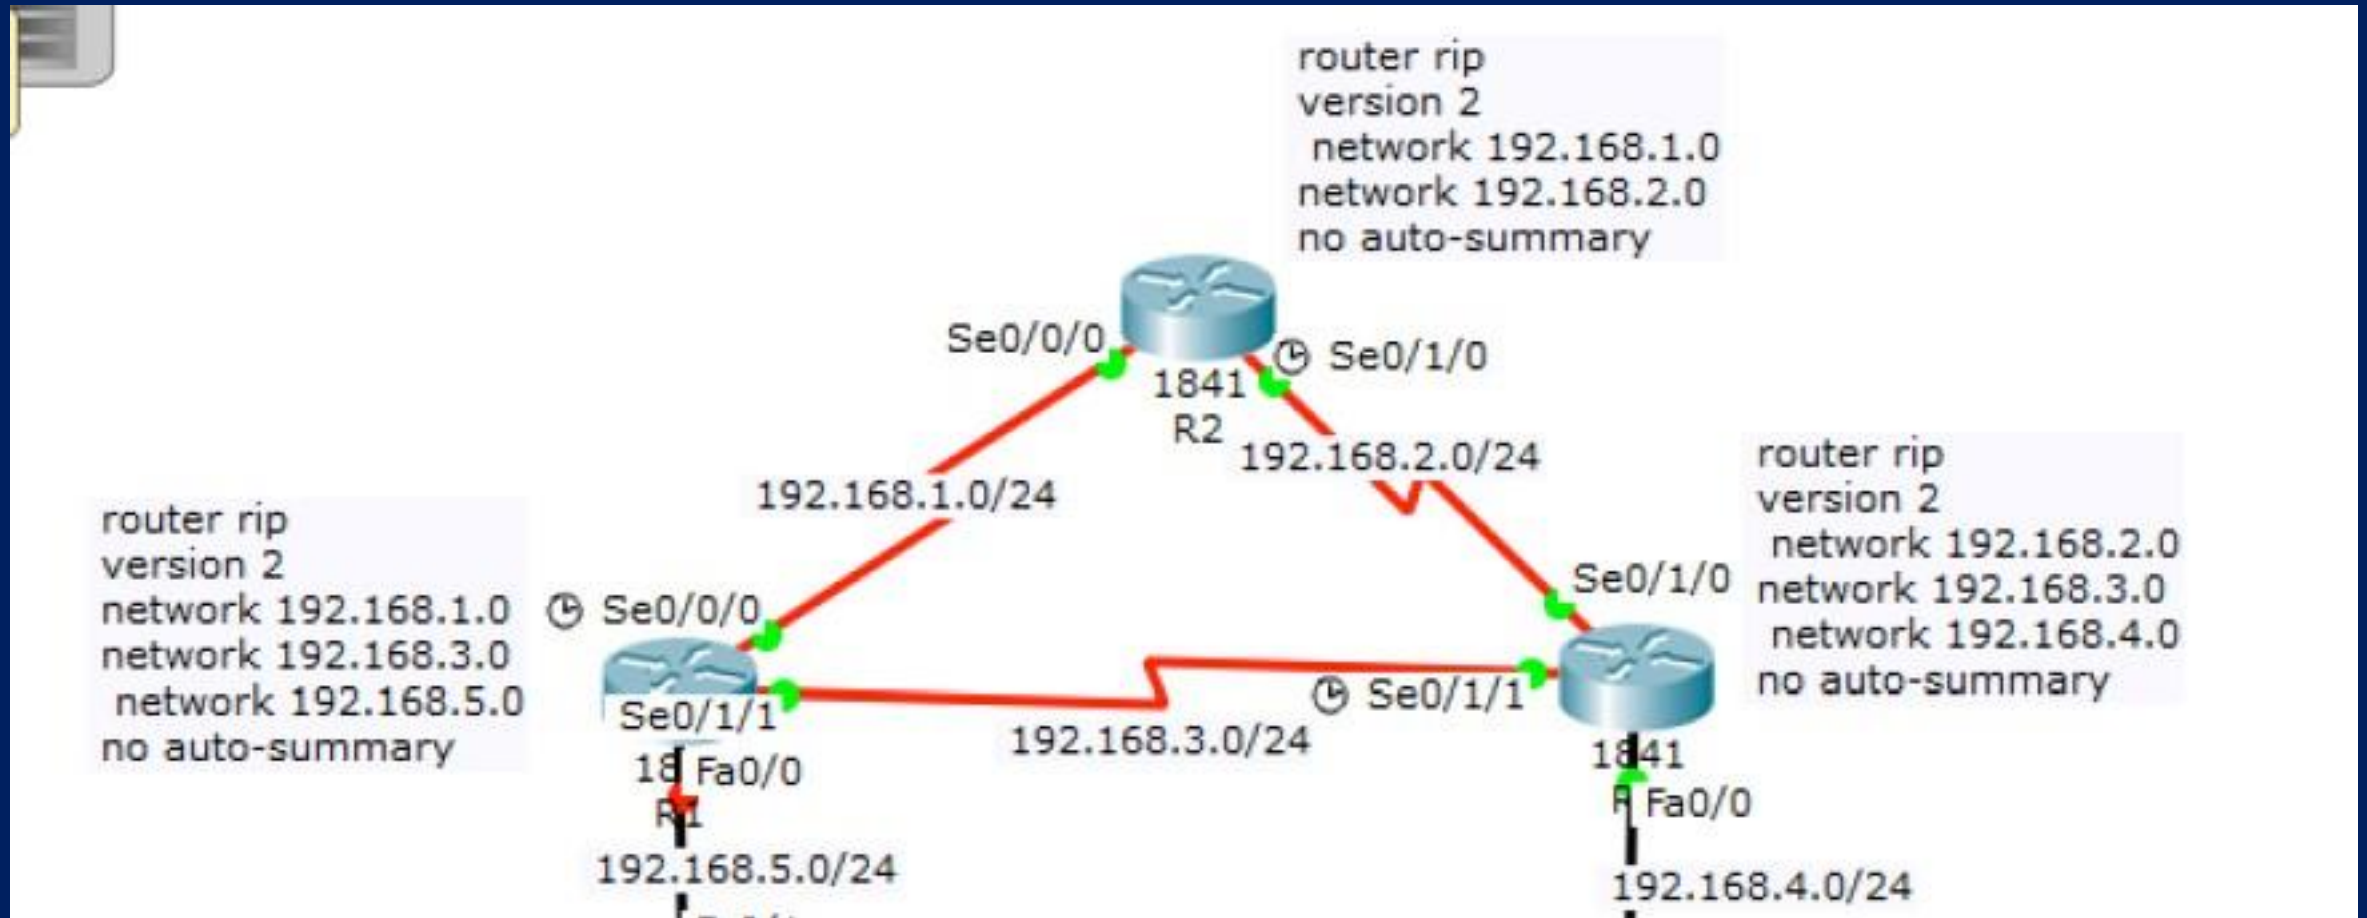 router rip
version 2
network 192.168.1.0
network 192.168.2.0
no auto-summary
Se0/0/0
Se0/1/0
1841
R2
192.168.2.0/24
192.168.1.0/24
router rip
version 2
network 192.168.2.0
network 192.168.3.0
network 192.168.4.0
no auto-summary
router rip
version 2
network 192.168.1.0
network 192.168.3.0
network 192.168.5.0
no auto-summary
Se0/0/0
Se0/1/0
Se0/1/1
Se0/1/1
192.168.3.0/24
Fa0/0
R1
1841
Fa0/0
192.168.5.0/24
192.168.4.0/24